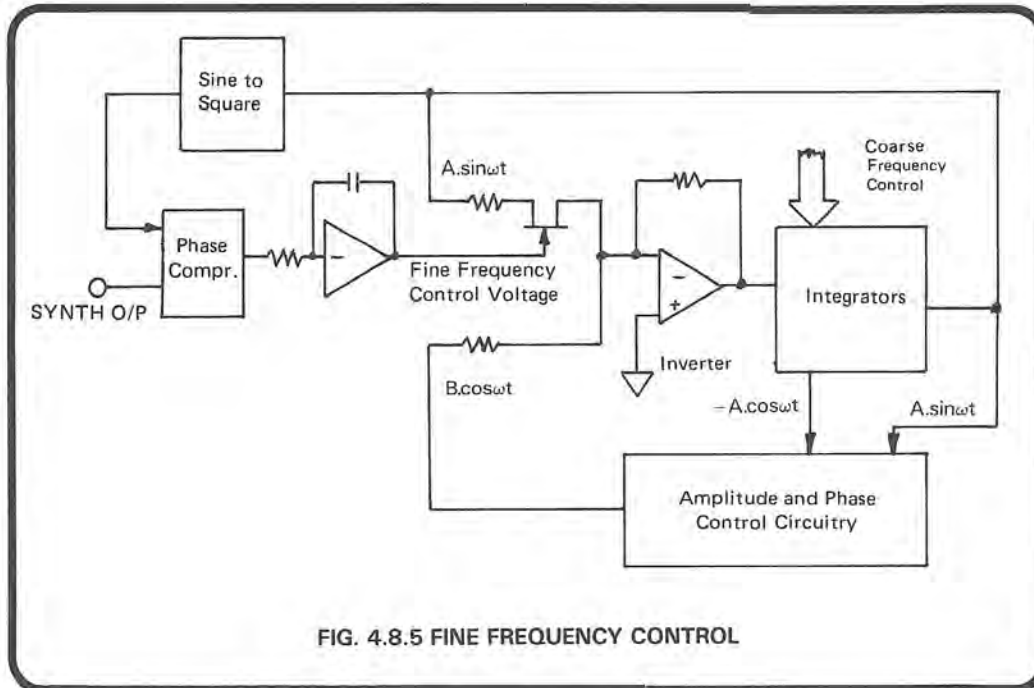 Sine to
Square
A.sinωt
Coarse
Frequency
Control
Phase
Compr.
−
Fine Frequency
Control Voltage
−
+
Integrators
SYNTH O/P
Inverter
B.cosωt
−A.cosωt
A.sinωt
Amplitude and Phase
Control Circuitry
FIG. 4.8.5 FINE FREQUENCY CONTROL